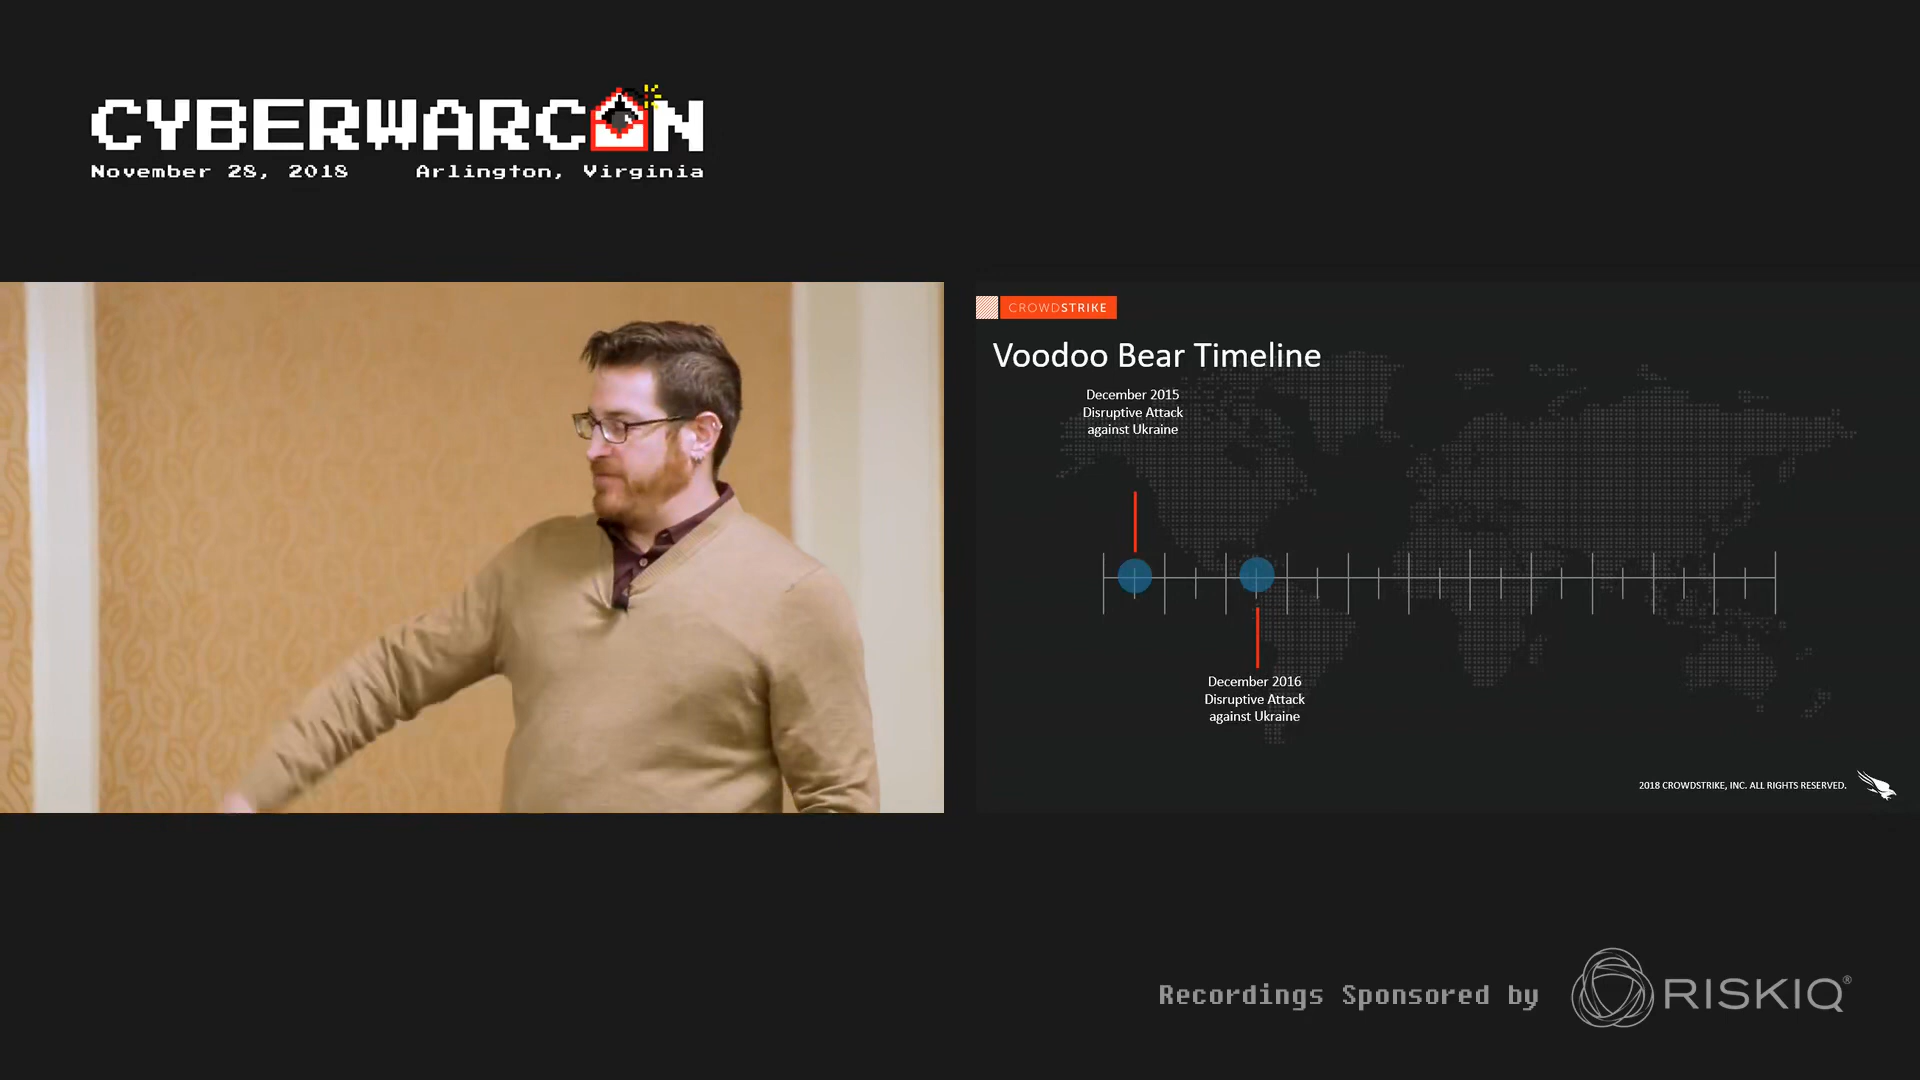 CYBERWARCON
November 28, 2018 Arlington, Virginia
CROWDSTRIKE
Voodoo Bear Timeline
December 2015
Disruptive Attack
against Ukraine
December 2016
Disruptive Attack
against Ukraine
2018 CROWDSTRIKE, INC. ALL RIGHTS RESERVED.
Recordings Sponsored by
RISKIQ®